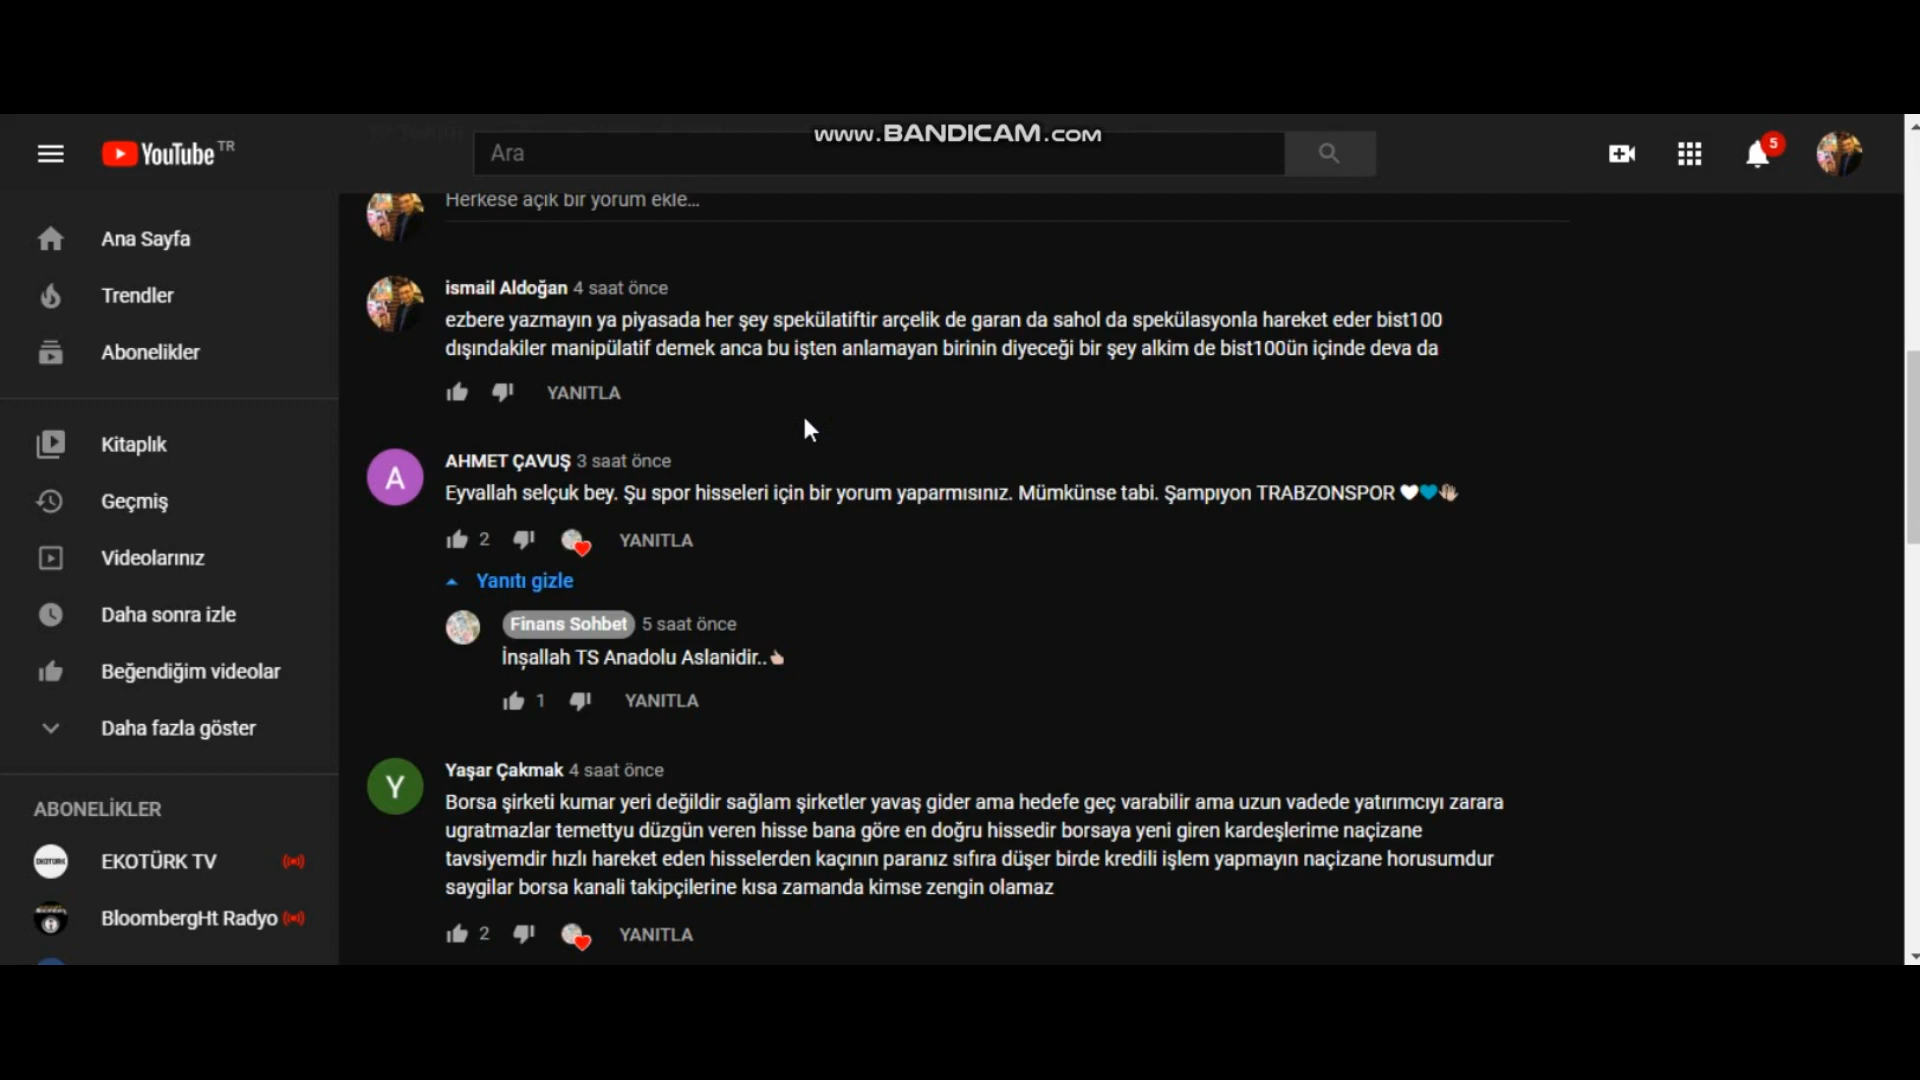 www.BANDICAM.com
YouTube TR
Ara
5
Herkese açık bir yorum ekle...
Ana Sayfa
Trendler
Abonelikler
Kitaplık
Geçmiş
Videolarınız
Daha sonra izle
Beğendiğim videolar
Daha fazla göster
ABONELİKLER
EKOTÜRK TV
BloombergHt Radyo
ismail Aldoğan 4 saat önce
ezbere yazmayın ya piyasada her şey spekülatiftir arçelik de garan da sahol da spekülasyonla hareket eder bist100
dışındakiler manipülatif demek anca bu işten anlamayan birinin diyeceği bir şey alkim de bist100ün içinde deva da
YANITLA
A
AHMET ÇAVUŞ 3 saat önce
Eyvallah selçuk bey. Şu spor hisseleri için bir yorum yaparmısınız. Mümkünse tabi. Şampıyon TRABZONSPOR 🤍💙👋🏼
2 YANITLA
Yanıtı gizle
Finans Sohbet 5 saat önce
İnşallah TS Anadolu Aslanidir..👆🏻
1 YANITLA
Y
Yaşar Çakmak 4 saat önce
Borsa şirketi kumar yeri değildir sağlam şirketler yavaş gider ama hedefe geç varabilir ama uzun vadede yatırımcıyı zarara
ugratmazlar temettyu düzgün veren hisse bana göre en doğru hissedir borsaya yeni giren kardeşlerime naçizane
tavsiyemdir hızlı hareket eden hisselerden kaçının paranız sıfıra düşer birde kredili işlem yapmayın naçizane horusumdur
saygilar borsa kanali takipçilerine kısa zamanda kimse zengin olamaz
2 YANITLA